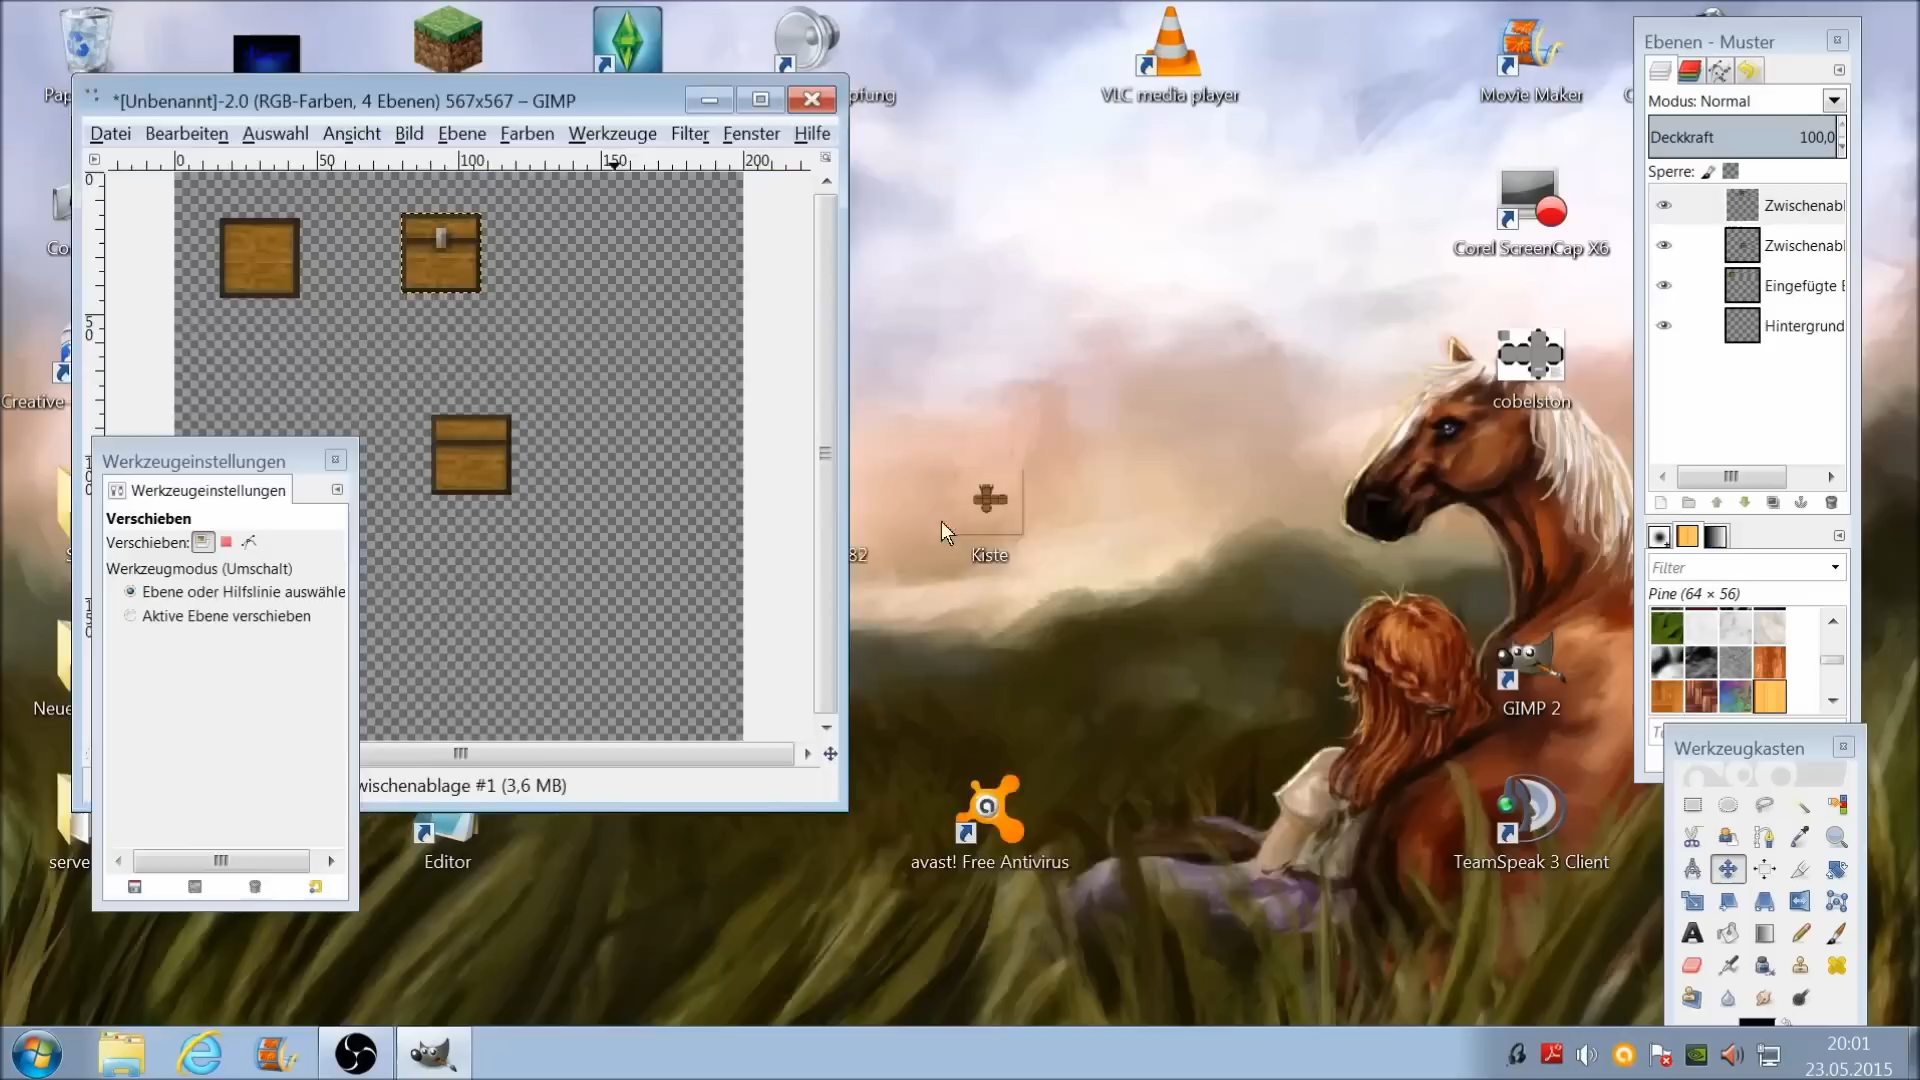 Pap
pfung
VLC media player
Movie Maker
Co
Corel ScreenCap X6
Creative
cobelston
82
Kiste
Neue
GIMP 2
serve
Editor
avast! Free Antivirus
TeamSpeak 3 Client
*[Unbenannt]-2.0 (RGB-Farben, 4 Ebenen) 567x567 – GIMP
Datei Bearbeiten Auswahl Ansicht Bild Ebene Farben Werkzeuge Filter Fenster Hilfe
0 50 100 150 200
0
50
wischenablage #1 (3,6 MB)
Werkzeugeinstellungen
Werkzeugeinstellungen
Verschieben
Verschieben:
Werkzeugmodus (Umschalt)
Ebene oder Hilfslinie auswähle
Aktive Ebene verschieben
Ebenen - Muster
Modus: Normal
Deckkraft 100,0
Sperre:
Zwischenabl
Zwischenabl
Eingefügte E
Hintergrund
Filter
Pine (64 × 56)
Werkzeugkasten
20:01
23.05.2015